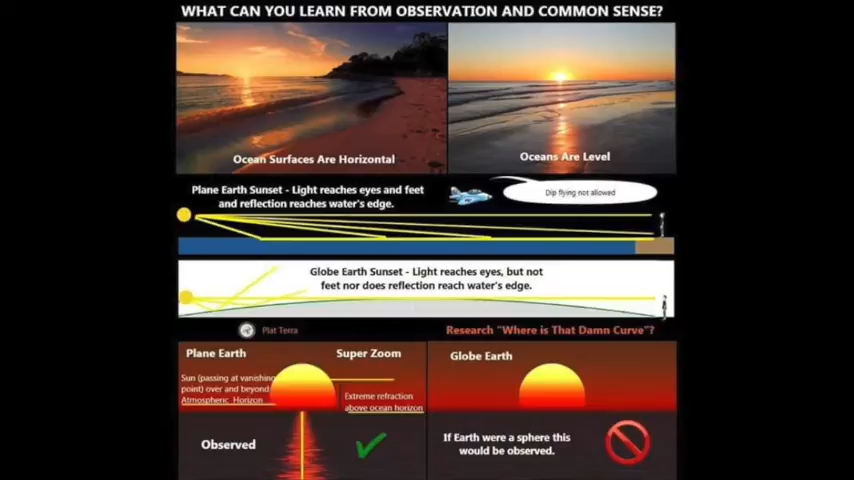 WHAT CAN YOU LEARN FROM OBSERVATION AND COMMON SENSE?
Ocean Surfaces Are Horizontal
Oceans Are Level
Plane Earth Sunset - Light reaches eyes and feet
and reflection reaches water's edge.
Dip flying not allowed
Globe Earth Sunset - Light reaches eyes, but not
feet nor does reflection reach water's edge.
Plat Terra
Research "Where is That Damn Curve"?
Plane Earth
Super Zoom
Sun (passing at vanishing
point) over and beyond
Atmospheric Horizon
Extreme refraction
above ocean horizon
Observed
Globe Earth
If Earth were a sphere this
would be observed.